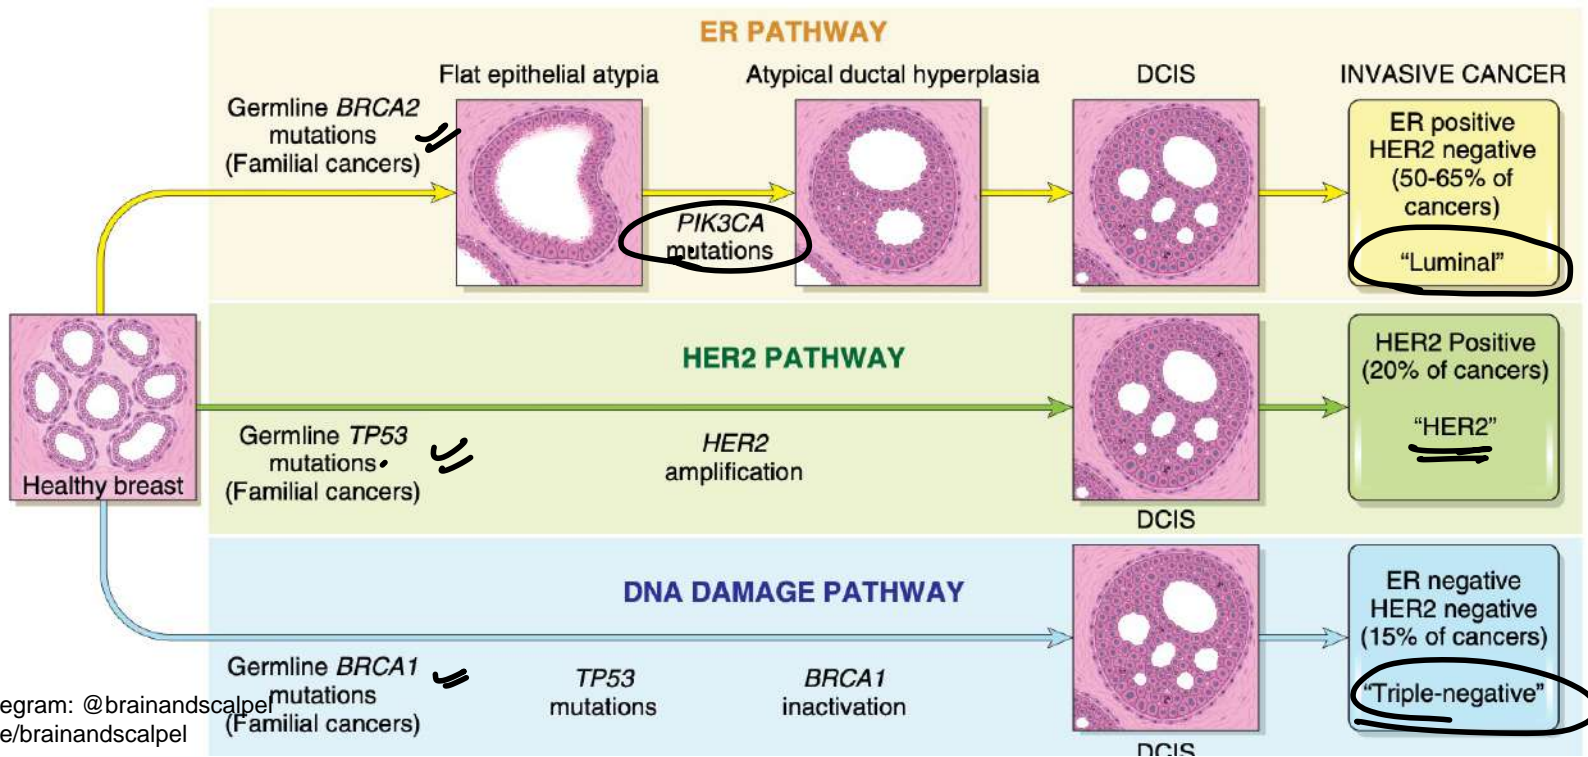 ER PATHWAY
Flat epithelial atypia
Atypical ductal hyperplasia
DCIS
INVASIVE CANCER
Germline BRCA2
mutations
(Familial cancers)
PIK3CA
mutations
ER positive
HER2 negative
(50-65% of
cancers)
“Luminal”
Healthy breast
HER2 PATHWAY
Germline TP53
mutations
(Familial cancers)
HER2
amplification
DCIS
HER2 Positive
(20% of cancers)
“HER2”
DNA DAMAGE PATHWAY
Germline BRCA1
mutations
(Familial cancers)
TP53
mutations
BRCA1
inactivation
DCIS
ER negative
HER2 negative
(15% of cancers)
“Triple-negative”
egram: @brainandscalpel
e/brainandscalpel